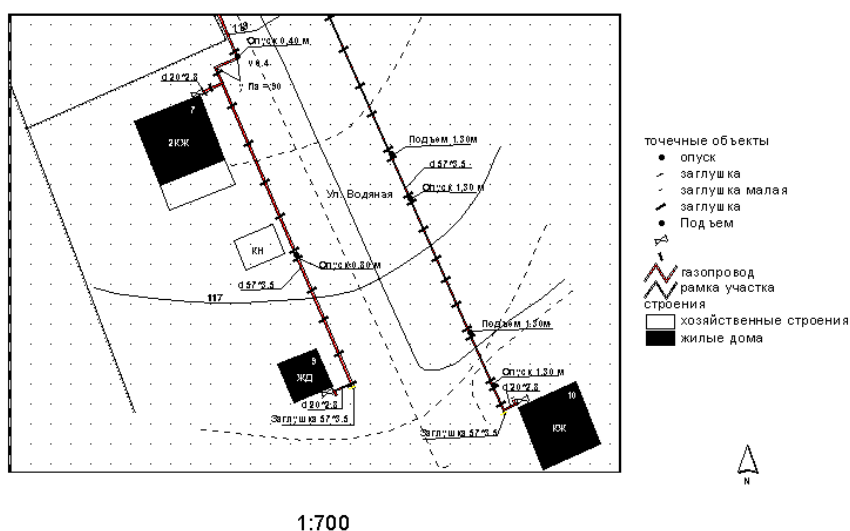 Опуск 0,40 м
d 20*2.8
7
2КЖ
Подъем 1.30м
d 57*3.5
Опуск 1,30 м
Ул. Водяная
КН
Опуск 0.80 м
d 57*3.5
117
Подъем 1.30м
9
ЖД
Опуск 1.30 м
d 20*2.8
d 20*2.8
10
Заглушка 57*3.5
КЖ
Заглушка 57*3.5
точечные объекты
опуск
заглушка
заглушка малая
заглушка
Подъем
газопровод
рамка участка
строения
хозяйственные строения
жилые дома
N
1:700